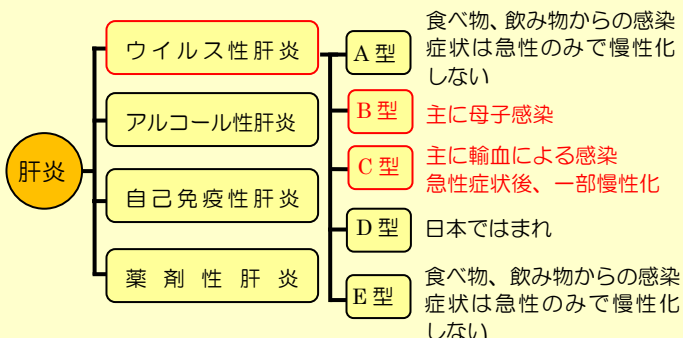 肝炎
ウイルス性肝炎
アルコール性肝炎
自己免疫性肝炎
薬剤性肝炎
A型
食べ物、飲み物からの感染
症状は急性のみで慢性化
しない
B型
主に母子感染
C型
主に輸血による感染
急性症状後、一部慢性化
D型
日本ではまれ
E型
食べ物、飲み物からの感染
症状は急性のみで慢性化
しない